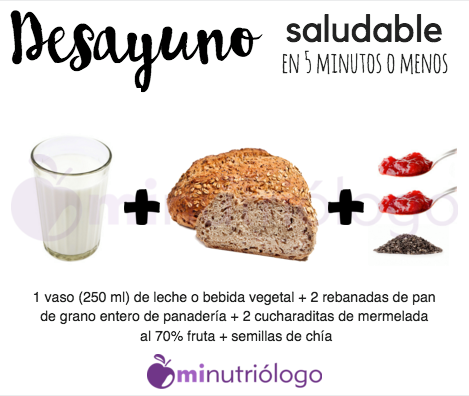 Desayuno saludable
EN 5 MINUTOS O MENOS
minutriólogo
1 vaso (250 ml) de leche o bebida vegetal + 2 rebanadas de pan
de grano entero de panadería + 2 cucharaditas de mermelada
al 70% fruta + semillas de chía
minutriólogo